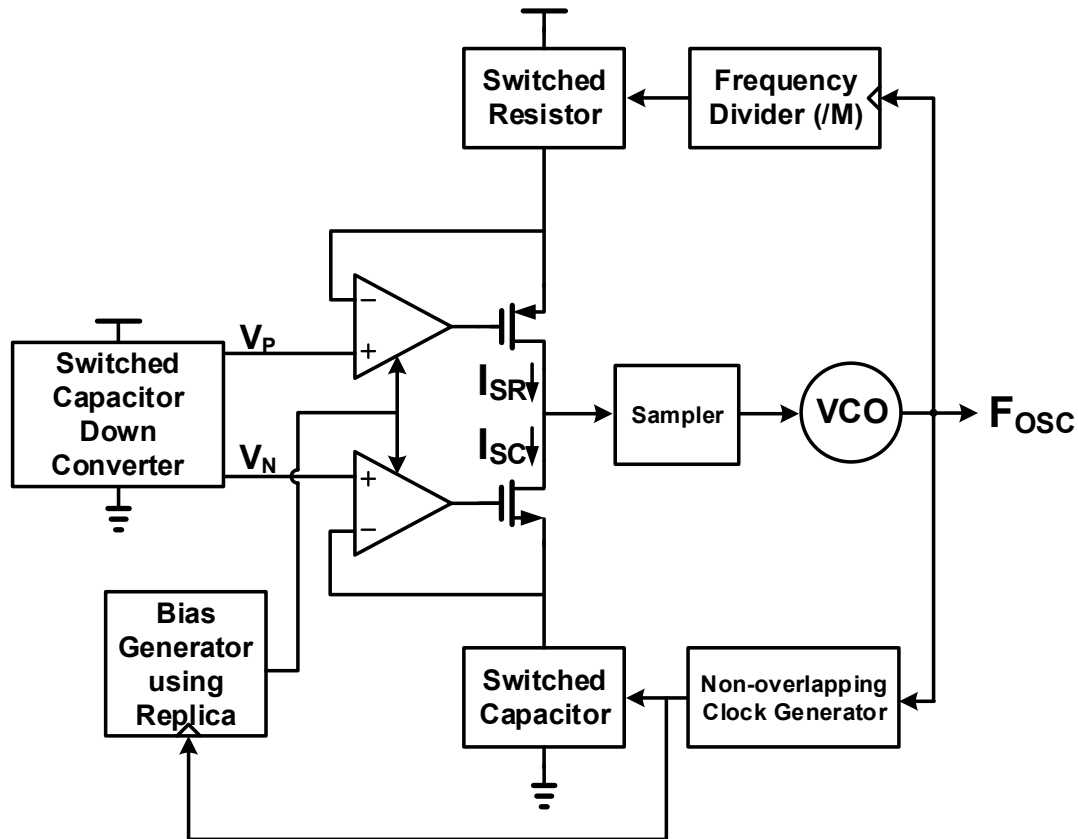 Switched
Resistor
Frequency
Divider (/M)
−
+
V_P
Switched
Capacitor
Down
Converter
I_SR
Sampler
VCO
F_OSC
I_SC
V_N
+
−
Bias
Generator
using
Replica
Switched
Capacitor
Non-overlapping
Clock Generator